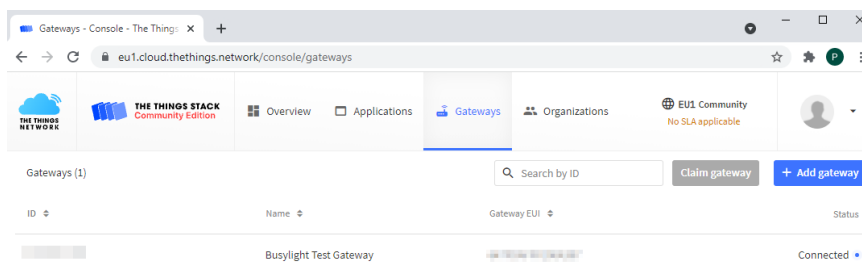 Gateways - Console - The Things
eu1.cloud.thethings.network/console/gateways
P
THE THINGS NETWORK
THE THINGS STACK
Community Edition
Overview
Applications
Gateways
Organizations
EU1 Community
No SLA applicable
Gateways (1)
Search by ID
Claim gateway
+ Add gateway
ID
Name
Gateway EUI
Status
Busylight Test Gateway
Connected